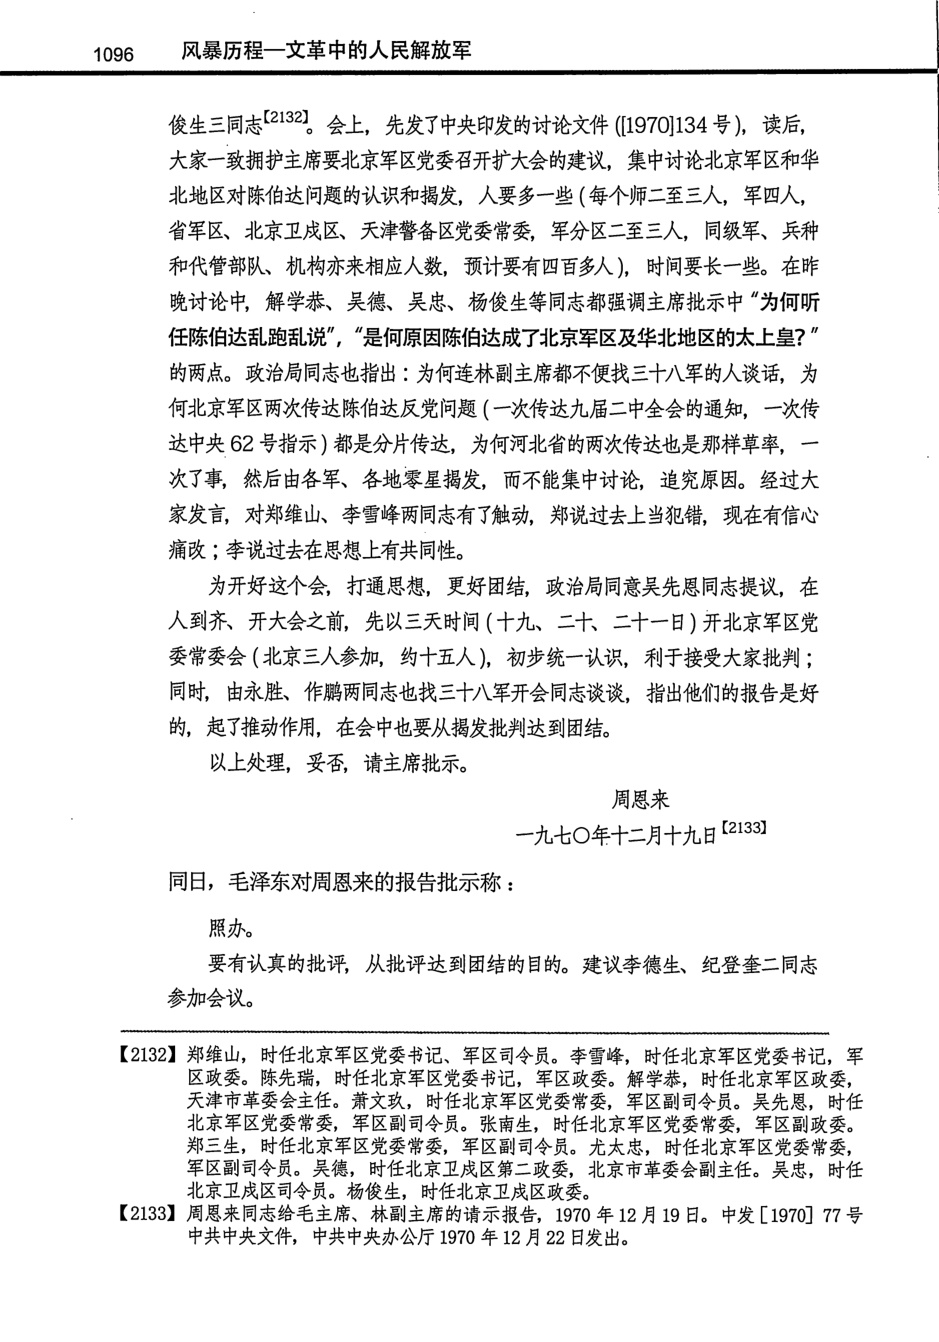 1096 风暴历程—文革中的人民解放军
俊生三同志【2132】。会上，先发了中央印发的讨论文件 ([1970]134 号 )，读后，
大家一致拥护主席要北京军区党委召开扩大会的建议，集中讨论北京军区和华
北地区对陈伯达问题的认识和揭发，人要多一些 ( 每个师二至三人，军四人，
省军区、北京卫戍区、天津警备区党委常委，军分区二至三人，同级军、兵种
和代管部队、机构亦来相应人数，预计要有四百多人 )，时间要长一些。在昨
晚讨论中，解学恭、吴德、吴忠、杨俊生等同志都强调主席批示中“为何听
任陈伯达乱跑乱说”，“是何原因陈伯达成了北京军区及华北地区的太上皇？”
的两点。政治局同志也指出：为何连林副主席都不便找三十八军的人谈话，为
何北京军区两次传达陈伯达反党问题 ( 一次传达九届二中全会的通知，一次传
达中央 62 号指示 ) 都是分片传达，为何河北省的两次传达也是那样草率，一
次了事，然后由各军、各地零星揭发，而不能集中讨论，追究原因。经过大
家发言，对郑维山、李雪峰两同志有了触动，郑说过去上当犯错，现在有信心
痛改；李说过去在思想上有共同性。
为开好这个会，打通思想，更好团结，政治局同意吴先恩同志提议，在
人到齐、开大会之前，先以三天时间 ( 十九、二十、二十一日 ) 开北京军区党
委常委会 ( 北京三人参加，约十五人 )，初步统一认识，利于接受大家批判；
同时，由永胜、作鹏两同志也找三十八军开会同志谈谈，指出他们的报告是好
的，起了推动作用，在会中也要从揭发批判达到团结。
以上处理，妥否，请主席批示。
周恩来
一九七〇年十二月十九日【2133】
同日，毛泽东对周恩来的报告批示称：
照办。
要有认真的批评，从批评达到团结的目的。建议李德生、纪登奎二同志
参加会议。
【2132】郑维山，时任北京军区党委书记、军区司令员。李雪峰，时任北京军区党委书记，军
区政委。陈先瑞，时任北京军区党委书记，军区政委。解学恭，时任北京军区政委，
天津市革委会主任。萧文玖，时任北京军区党委常委，军区副司令员。吴先恩，时任
北京军区党委常委，军区副司令员。张南生，时任北京军区党委常委，军区副政委。
郑三生，时任北京军区党委常委，军区副司令员。尤太忠，时任北京军区党委常委，
军区副司令员。吴德，时任北京卫戍区第二政委，北京市革委会副主任。吴忠，时任
北京卫戍区司令员。杨俊生，时任北京卫戍区政委。
【2133】周恩来同志给毛主席、林副主席的请示报告，1970 年 12 月 19 日。中发 [1970] 77 号
中共中央文件，中共中央办公厅 1970 年 12 月 22 日发出。